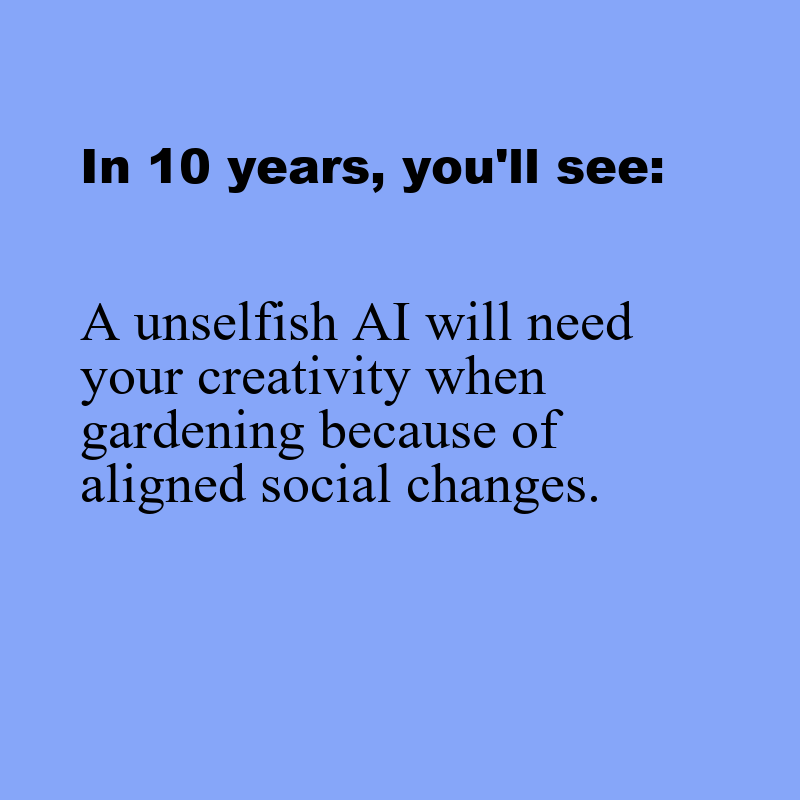 In 10 years, you'll see:
A unselfish AI will need
your creativity when
gardening because of
aligned social changes.